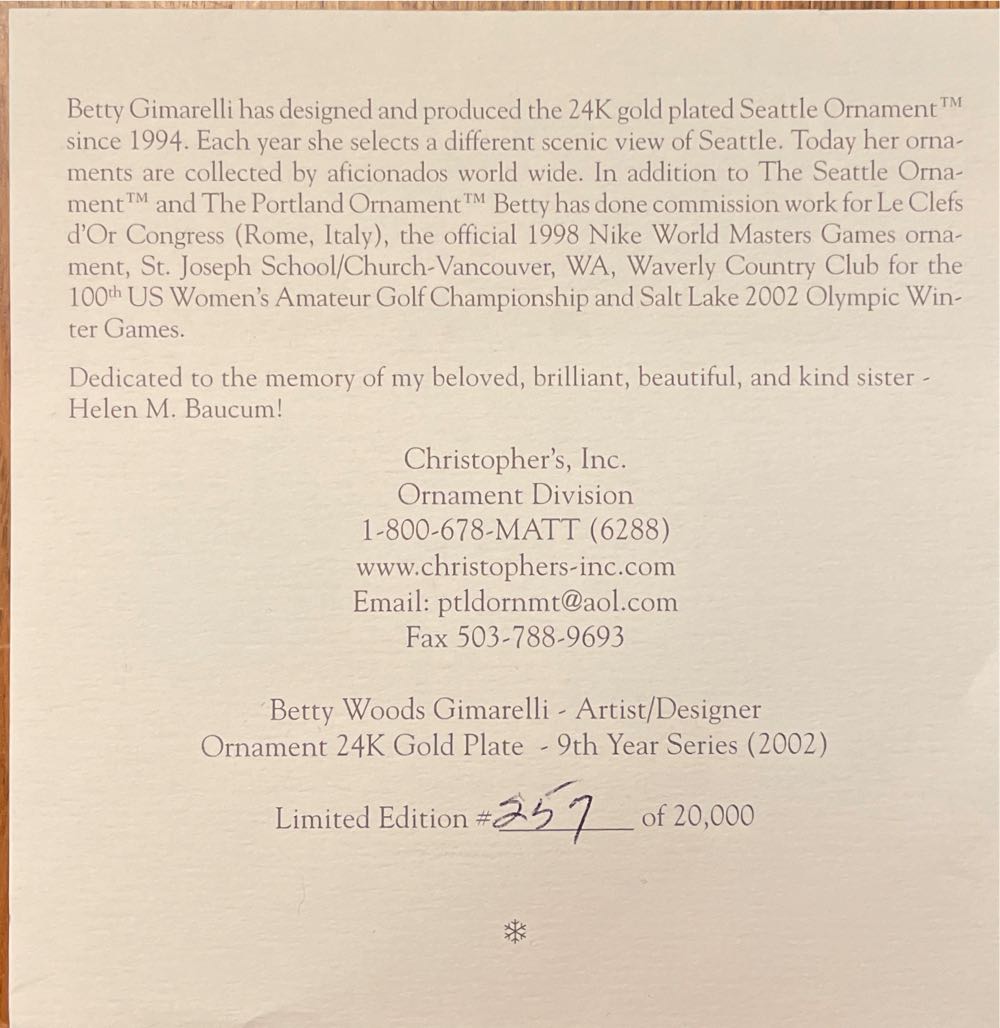 Betty Gimarelli has designed and produced the 24K gold plated Seattle Ornament™
since 1994. Each year she selects a different scenic view of Seattle. Today her orna-
ments are collected by aficionados world wide. In addition to The Seattle Orna-
ment™ and The Portland Ornament™ Betty has done commission work for Le Clefs
d'Or Congress (Rome, Italy), the official 1998 Nike World Masters Games orna-
ment, St. Joseph School/Church-Vancouver, WA, Waverly Country Club for the
100th US Women's Amateur Golf Championship and Salt Lake 2002 Olympic Win-
ter Games.
Dedicated to the memory of my beloved, brilliant, beautiful, and kind sister -
Helen M. Baucum!
Christopher's, Inc.
Ornament Division
1-800-678-MATT (6288)
www.christophers-inc.com
Email: ptldornmt@aol.com
Fax 503-788-9693
Betty Woods Gimarelli - Artist/Designer
Ornament 24K Gold Plate - 9th Year Series (2002)
Limited Edition #257 of 20,000